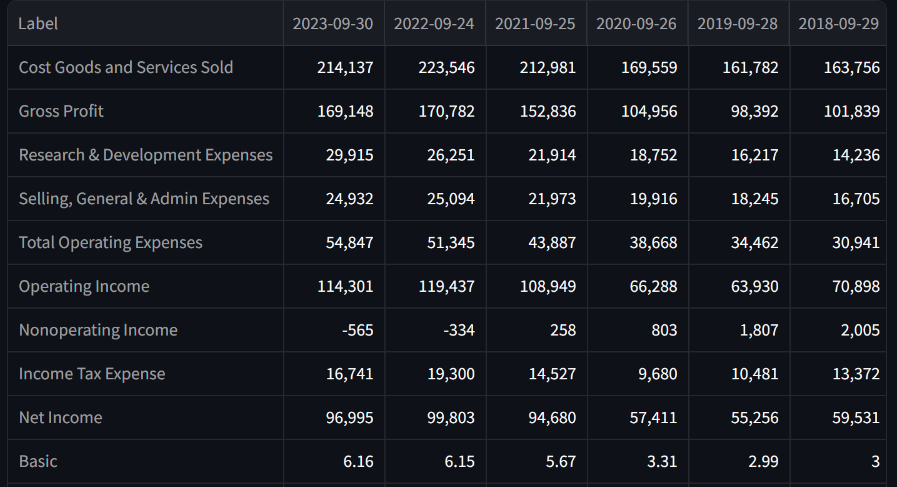 Label 2023-09-30 2022-09-24 2021-09-25 2020-09-26 2019-09-28 2018-09-29
Cost Goods and Services Sold 214,137 223,546 212,981 169,559 161,782 163,756
Gross Profit 169,148 170,782 152,836 104,956 98,392 101,839
Research & Development Expenses 29,915 26,251 21,914 18,752 16,217 14,236
Selling, General & Admin Expenses 24,932 25,094 21,973 19,916 18,245 16,705
Total Operating Expenses 54,847 51,345 43,887 38,668 34,462 30,941
Operating Income 114,301 119,437 108,949 66,288 63,930 70,898
Nonoperating Income -565 -334 258 803 1,807 2,005
Income Tax Expense 16,741 19,300 14,527 9,680 10,481 13,372
Net Income 96,995 99,803 94,680 57,411 55,256 59,531
Basic 6.16 6.15 5.67 3.31 2.99 3